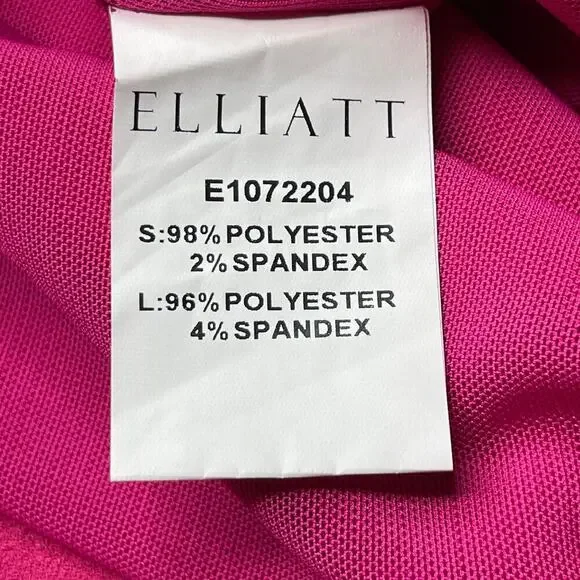 ELLIATT
E1072204
S:98% POLYESTER
2% SPANDEX
L:96% POLYESTER
4% SPANDEX